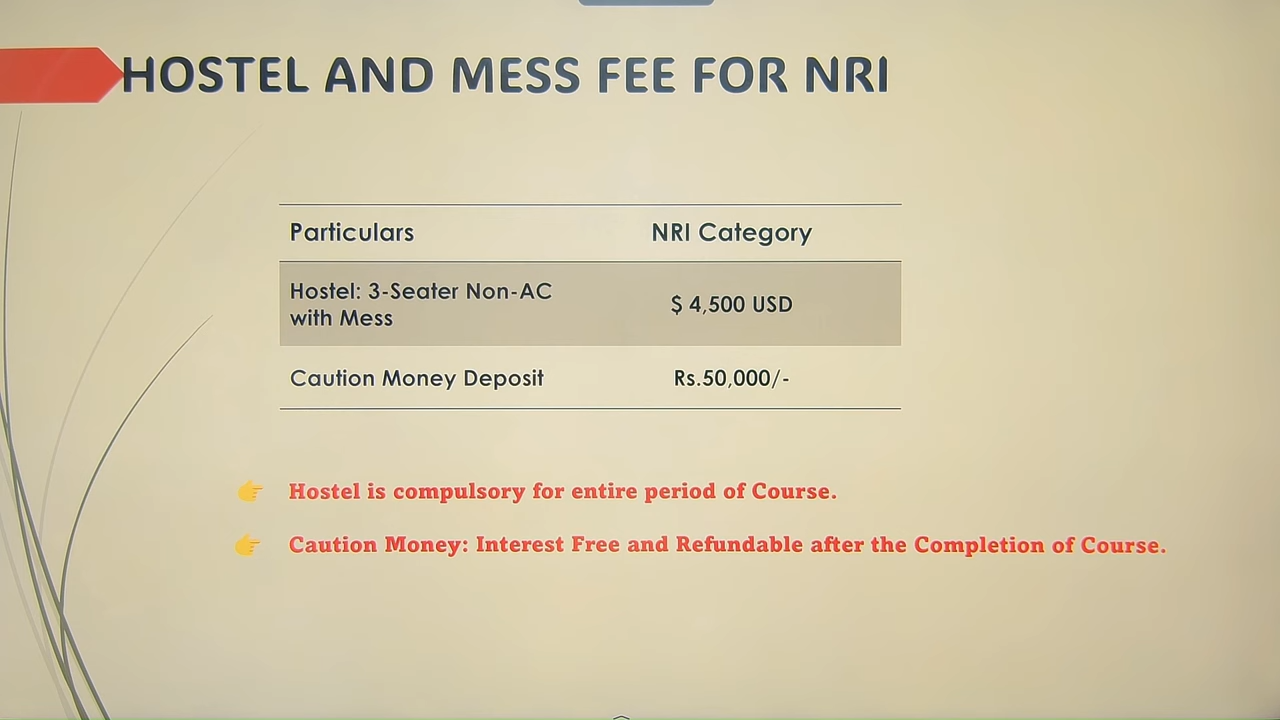 HOSTEL AND MESS FEE FOR NRI
Particulars NRI Category
Hostel: 3-Seater Non-AC
with Mess
$ 4,500 USD
Caution Money Deposit Rs.50,000/-
Hostel is compulsory for entire period of Course.
Caution Money: Interest Free and Refundable after the Completion of Course.